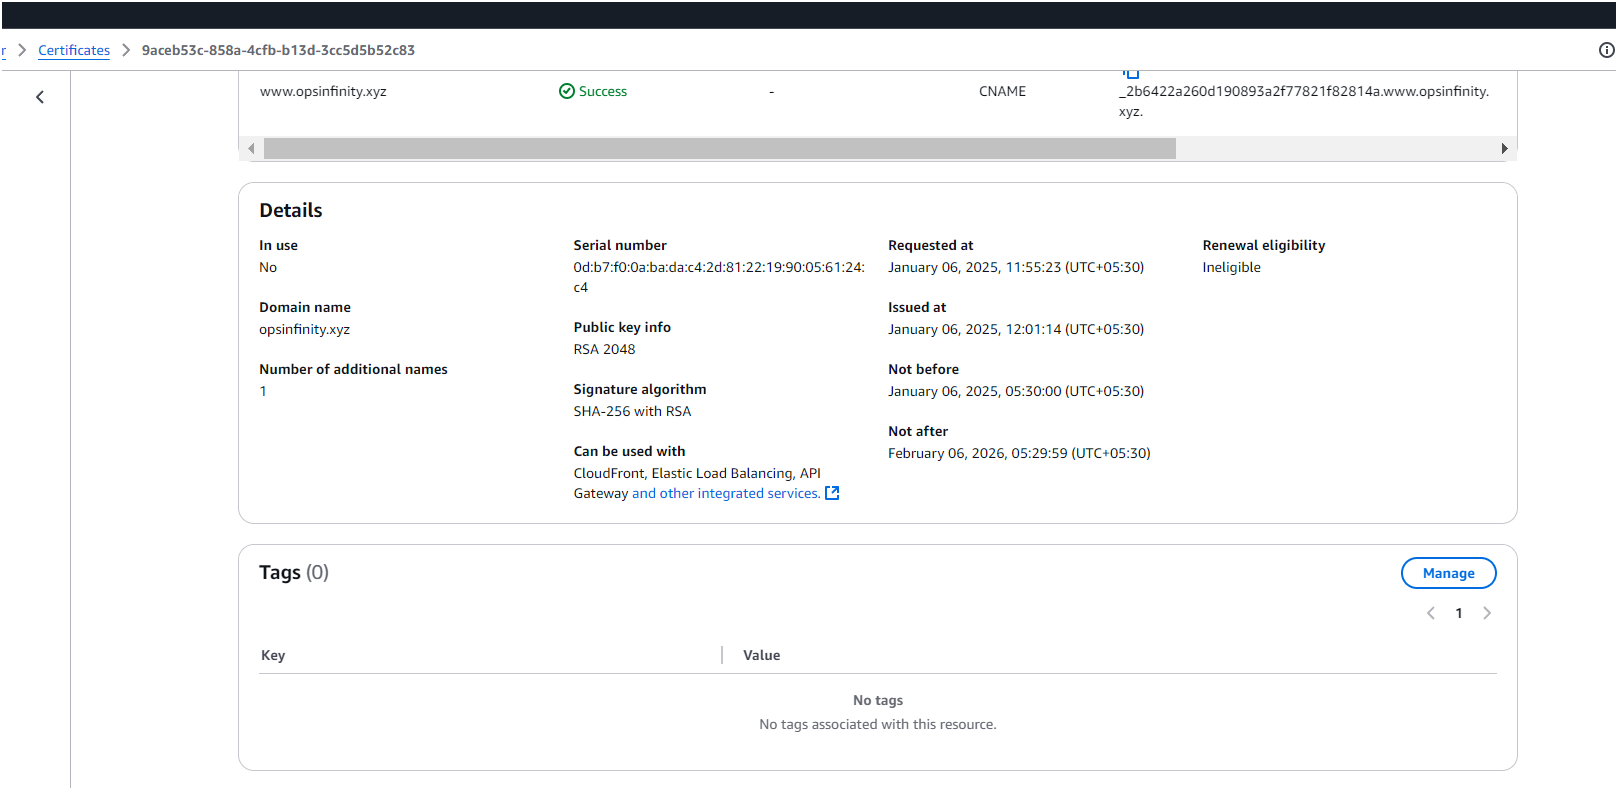 r > Certificates > 9aceb53c-858a-4cfb-b13d-3cc5d5b52c83
www.opsinfinity.xyz Success - CNAME _2b6422a260d190893a2f77821f82814a.www.opsinfinity.
xyz.
Details
In use
No
Domain name
opsinfinity.xyz
Number of additional names
1
Serial number
0d:b7:f0:0a:ba:da:c4:2d:81:22:19:90:05:61:24:
c4
Public key info
RSA 2048
Signature algorithm
SHA-256 with RSA
Can be used with
CloudFront, Elastic Load Balancing, API
Gateway and other integrated services.
Requested at
January 06, 2025, 11:55:23 (UTC+05:30)
Issued at
January 06, 2025, 12:01:14 (UTC+05:30)
Not before
January 06, 2025, 05:30:00 (UTC+05:30)
Not after
February 06, 2026, 05:29:59 (UTC+05:30)
Renewal eligibility
Ineligible
Tags (0)
Manage
1
Key Value
No tags
No tags associated with this resource.